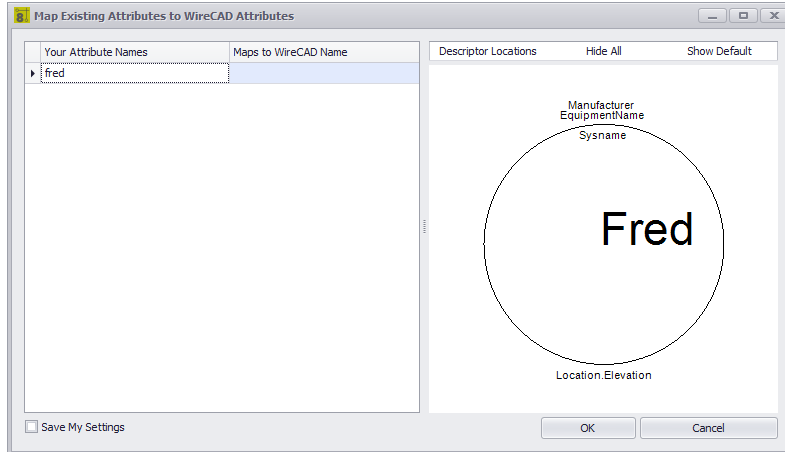 Map Existing Attributes to WireCAD Attributes
Your Attribute Names Maps to WireCAD Name
fred
Descriptor Locations Hide All Show Default
Manufacturer
EquipmentName
Sysname
Fred
Location.Elevation
Save My Settings
OK Cancel